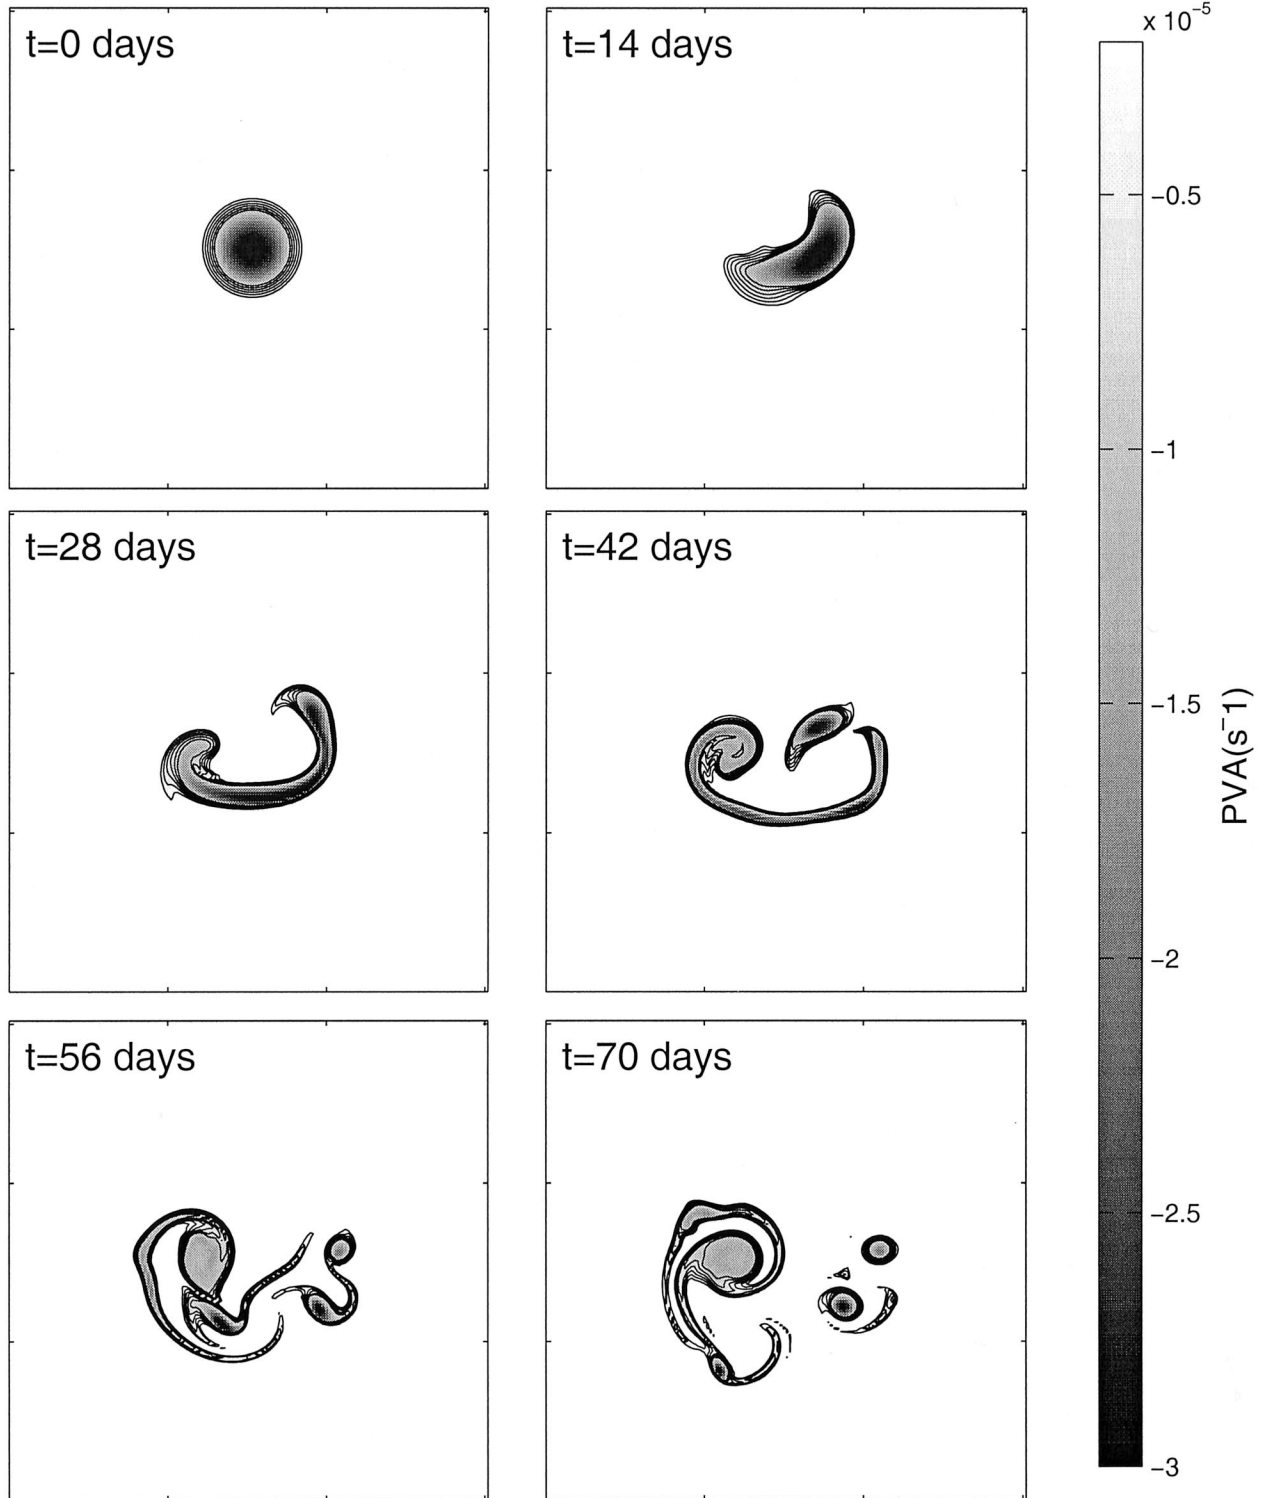 t=0 days
t=14 days
t=28 days
t=42 days
t=56 days
t=70 days
x 10⁻⁵
-0.5
-1
-1.5
-2
-2.5
-3
PVA(s⁻1)